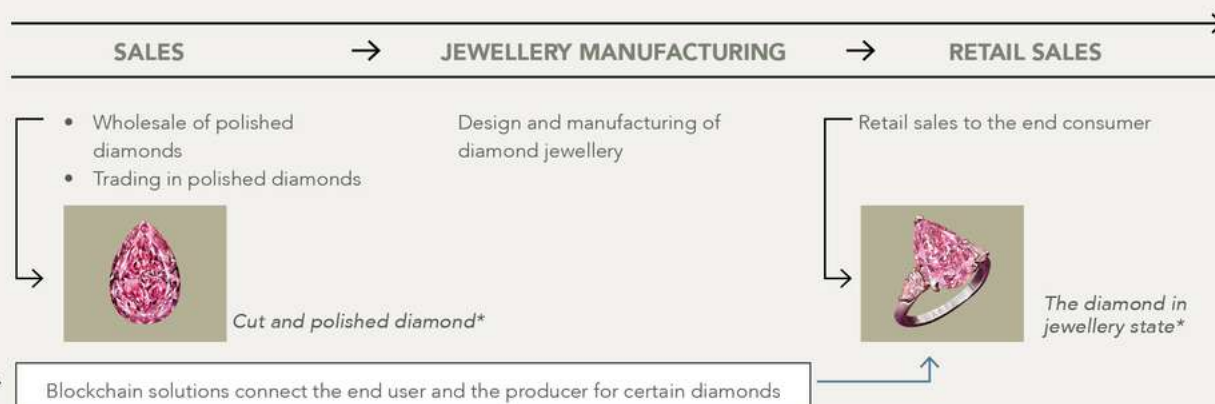 SALES → JEWELLERY MANUFACTURING → RETAIL SALES
• Wholesale of polished
diamonds
• Trading in polished diamonds
Design and manufacturing of
diamond jewellery
Retail sales to the end consumer
Cut and polished diamond*
The diamond in
jewellery state*
Blockchain solutions connect the end user and the producer for certain diamonds